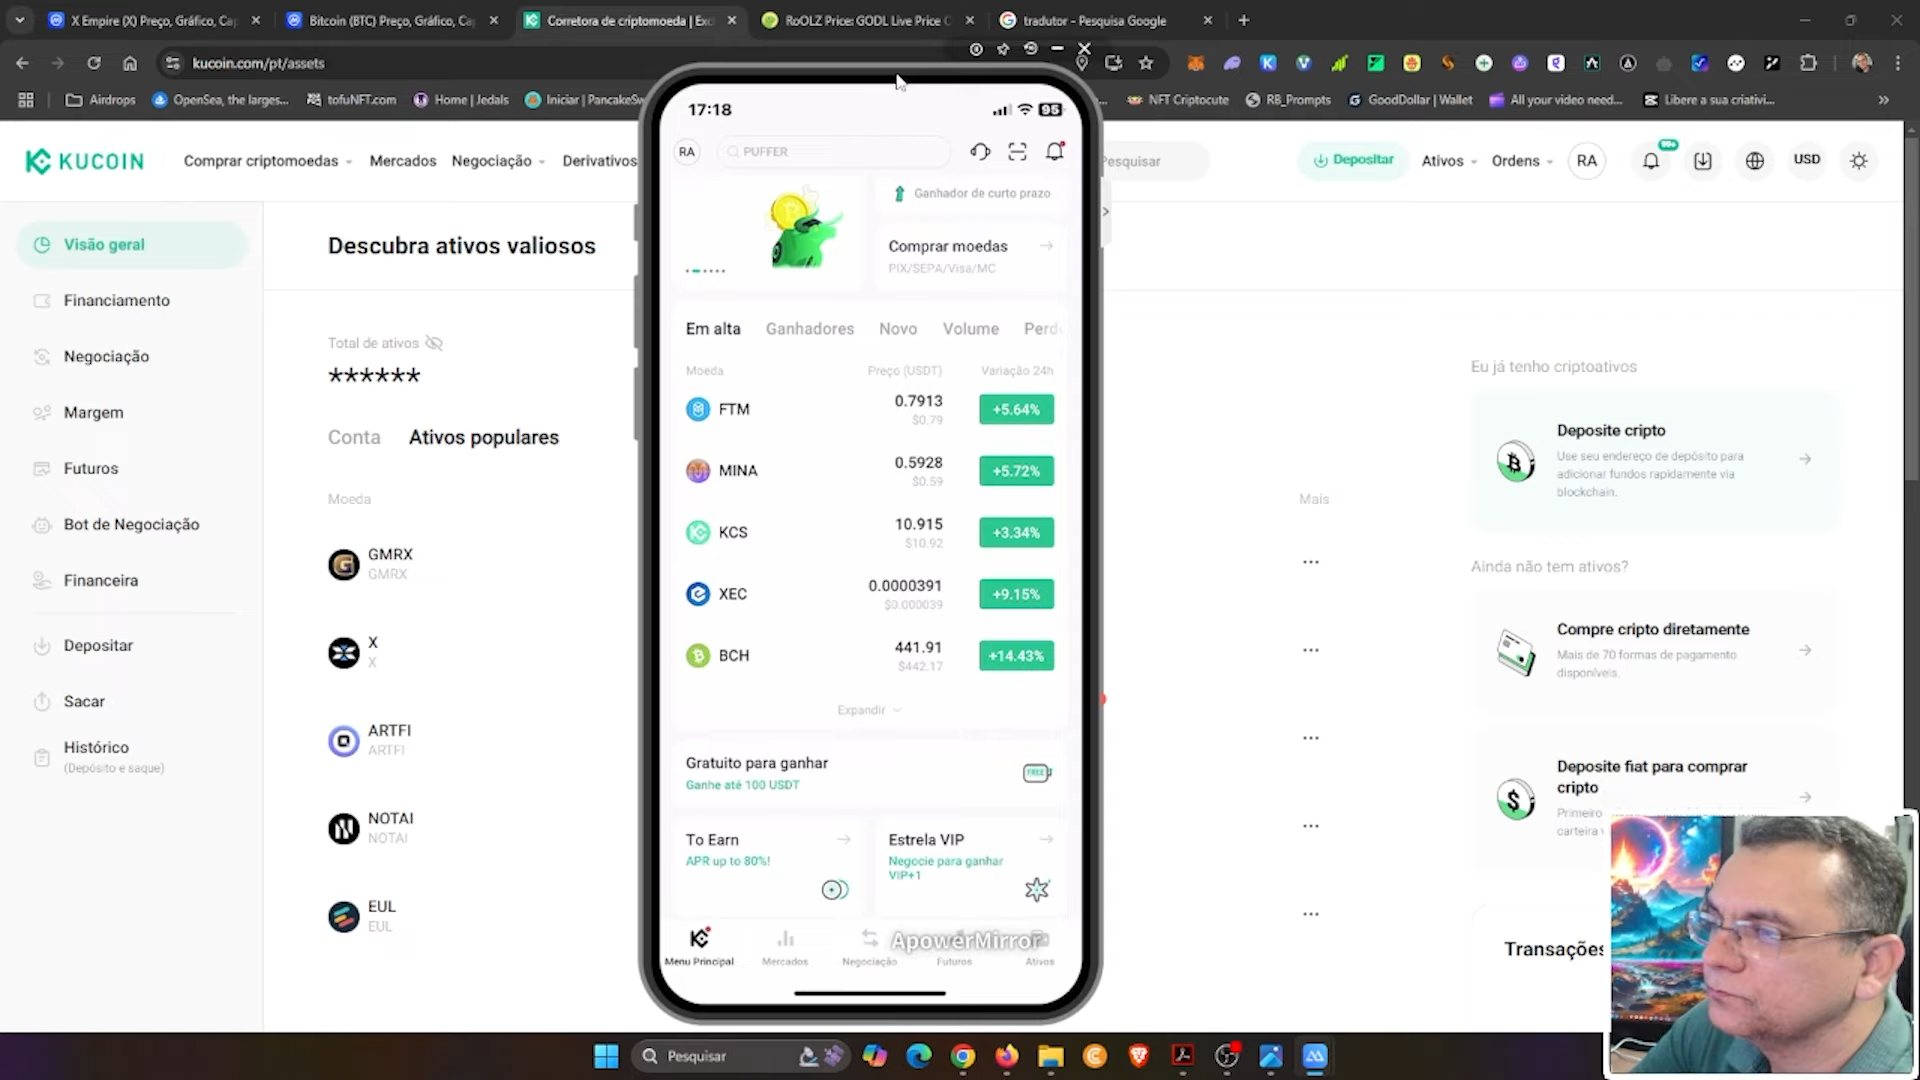 X Empire (X) Preço, Gráfico, Ca
Bitcoin (BTC) Preço, Gráfico, Ca
Corretora de criptomoeda | Exc
RoOLZ Price: GODL Live Price C
tradutor - Pesquisa Google
kucoin.com/pt/assets
Airdrops
OpenSea, the larges...
tofuNFT.com
Home | Jedals
Iniciar | PancakeSw
NFT Criptocute
RB_Prompts
GoodDollar | Wallet
All your video need...
Libere a sua criativi...
KUCOIN
Comprar criptomoedas
Mercados
Negociação
Derivativos
Pesquisar
Depositar
Ativos
Ordens
RA
99+
USD
Visão geral
Financiamento
Negociação
Margem
Futuros
Bot de Negociação
Financeira
Depositar
Sacar
Histórico
(Depósito e saque)
Descubra ativos valiosos
Total de ativos
******
Conta
Ativos populares
Moeda
Mais
GMRX
GMRX
...
X
X
...
ARTFI
ARTFI
...
NOTAI
NOTAI
...
EUL
EUL
...
17:18
95
RA
PUFFER
Ganhador de curto prazo
Comprar moedas
PIX/SEPA/Visa/MC
Em alta
Ganhadores
Novo
Volume
Perd
Moeda
Preço (USDT)
Variação 24h
FTM
0.7913
$0.79
+5.64%
MINA
0.5928
$0.59
+5.72%
KCS
10.915
$10.92
+3.34%
XEC
0.0000391
$0.000039
+9.15%
BCH
441.91
$442.17
+14.43%
Expandir
Gratuito para ganhar
Ganhe até 100 USDT
FREE
To Earn
APR up to 80%!
Estrela VIP
Negocie para ganhar
VIP+1
ApowerMirror
Menu Principal
Mercados
Negociação
Futuros
Ativos
Eu já tenho criptoativos
Deposite cripto
Use seu endereço de depósito para
adicionar fundos rapidamente via
blockchain.
Ainda não tem ativos?
Compre cripto diretamente
Mais de 70 formas de pagamento
disponíveis.
Deposite fiat para comprar
cripto
Primeiro
carteira
Transações
Pesquisar